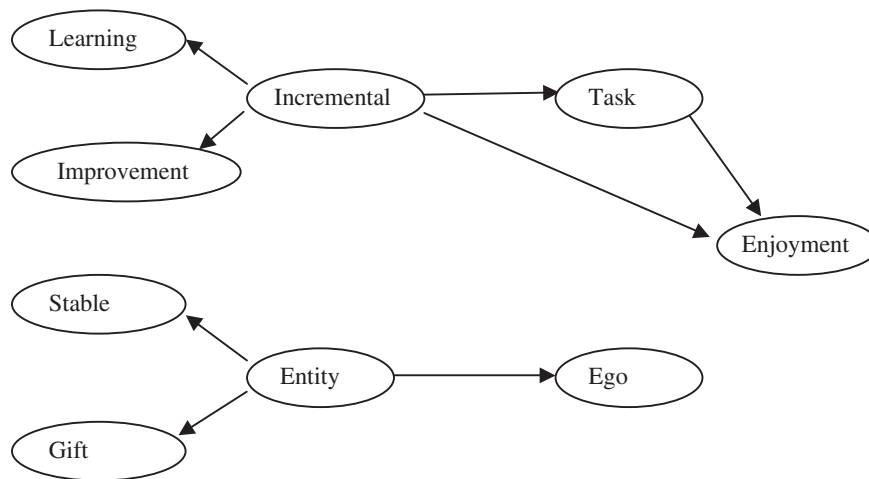 Learning
Incremental
Task
Improvement
Enjoyment
Stable
Entity
Ego
Gift